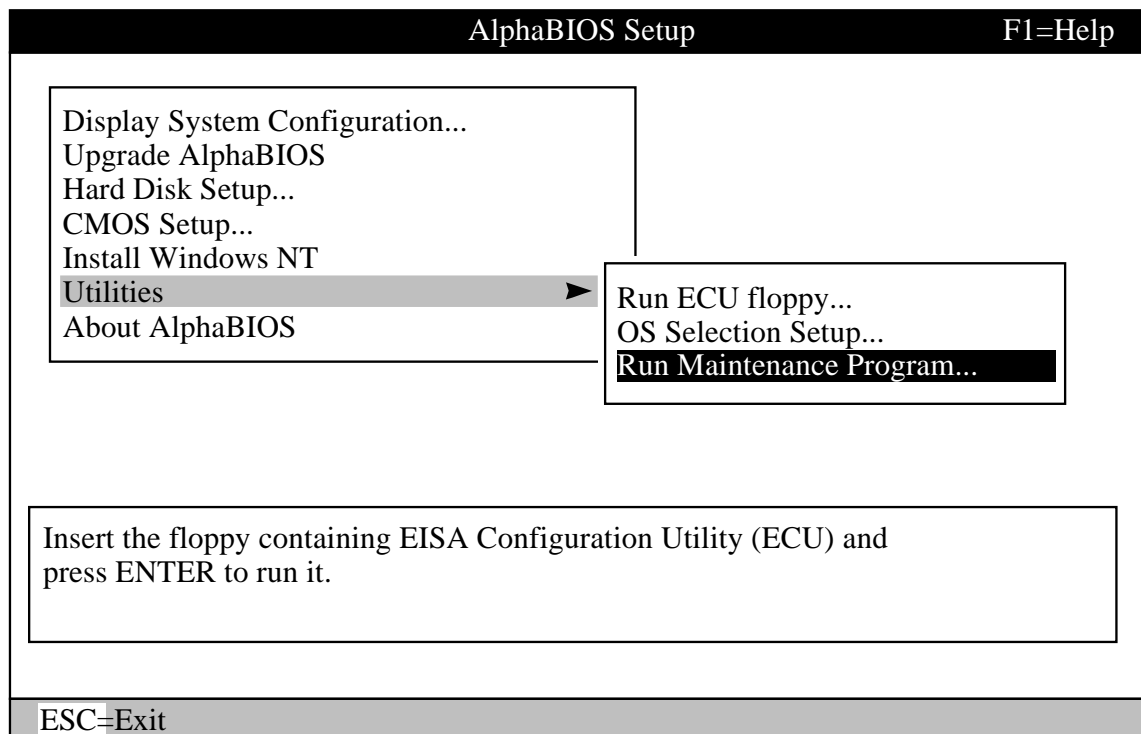 AlphaBIOS Setup F1=Help
Display System Configuration...
Upgrade AlphaBIOS
Hard Disk Setup...
CMOS Setup...
Install Windows NT
Utilities
About AlphaBIOS
Run ECU floppy...
OS Selection Setup...
Run Maintenance Program...
Insert the floppy containing EISA Configuration Utility (ECU) and
press ENTER to run it.
ESC=Exit